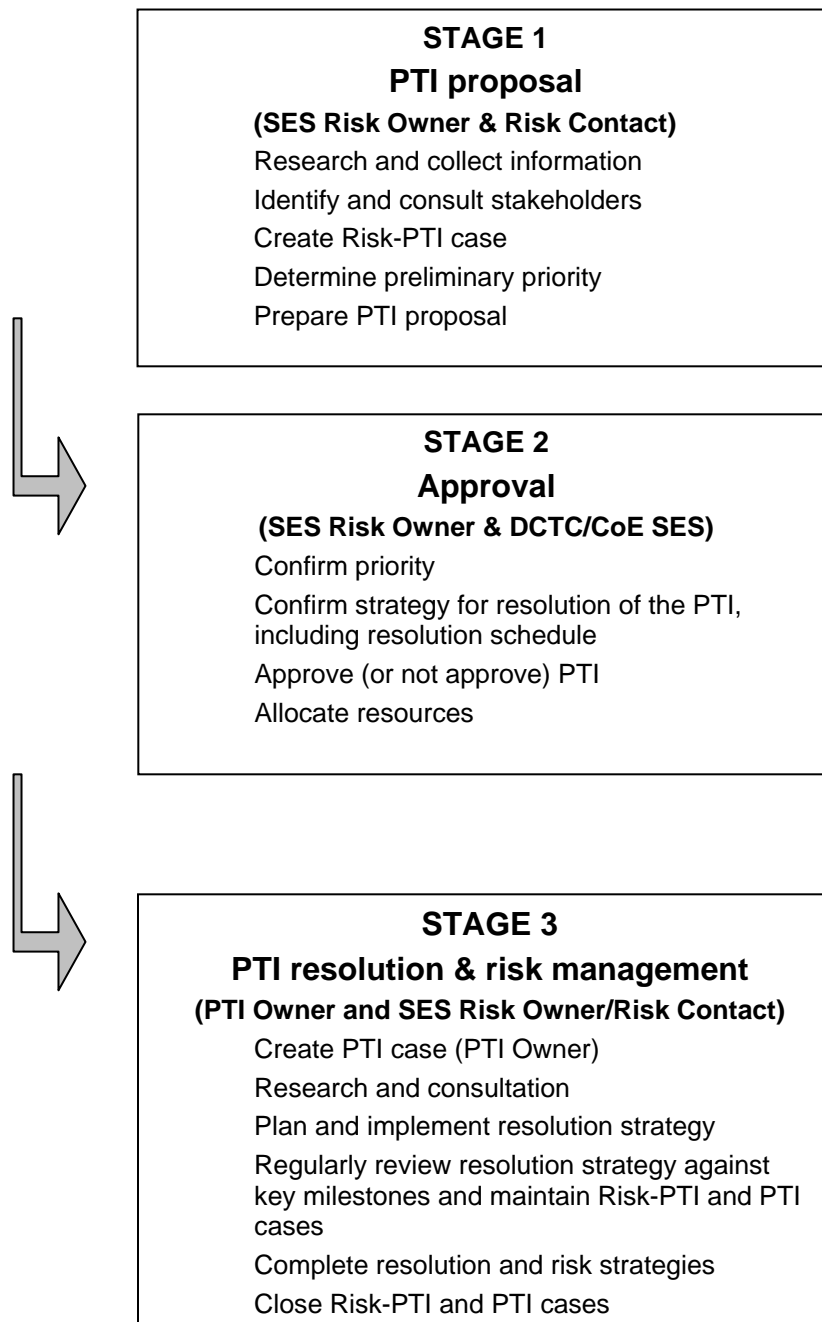 STAGE 1
PTI proposal
(SES Risk Owner & Risk Contact)
Research and collect information
Identify and consult stakeholders
Create Risk-PTI case
Determine preliminary priority
Prepare PTI proposal
STAGE 2
Approval
(SES Risk Owner & DCTC/CoE SES)
Confirm priority
Confirm strategy for resolution of the PTI,
including resolution schedule
Approve (or not approve) PTI
Allocate resources
STAGE 3
PTI resolution & risk management
(PTI Owner and SES Risk Owner/Risk Contact)
Create PTI case (PTI Owner)
Research and consultation
Plan and implement resolution strategy
Regularly review resolution strategy against
key milestones and maintain Risk-PTI and PTI
cases
Complete resolution and risk strategies
Close Risk-PTI and PTI cases